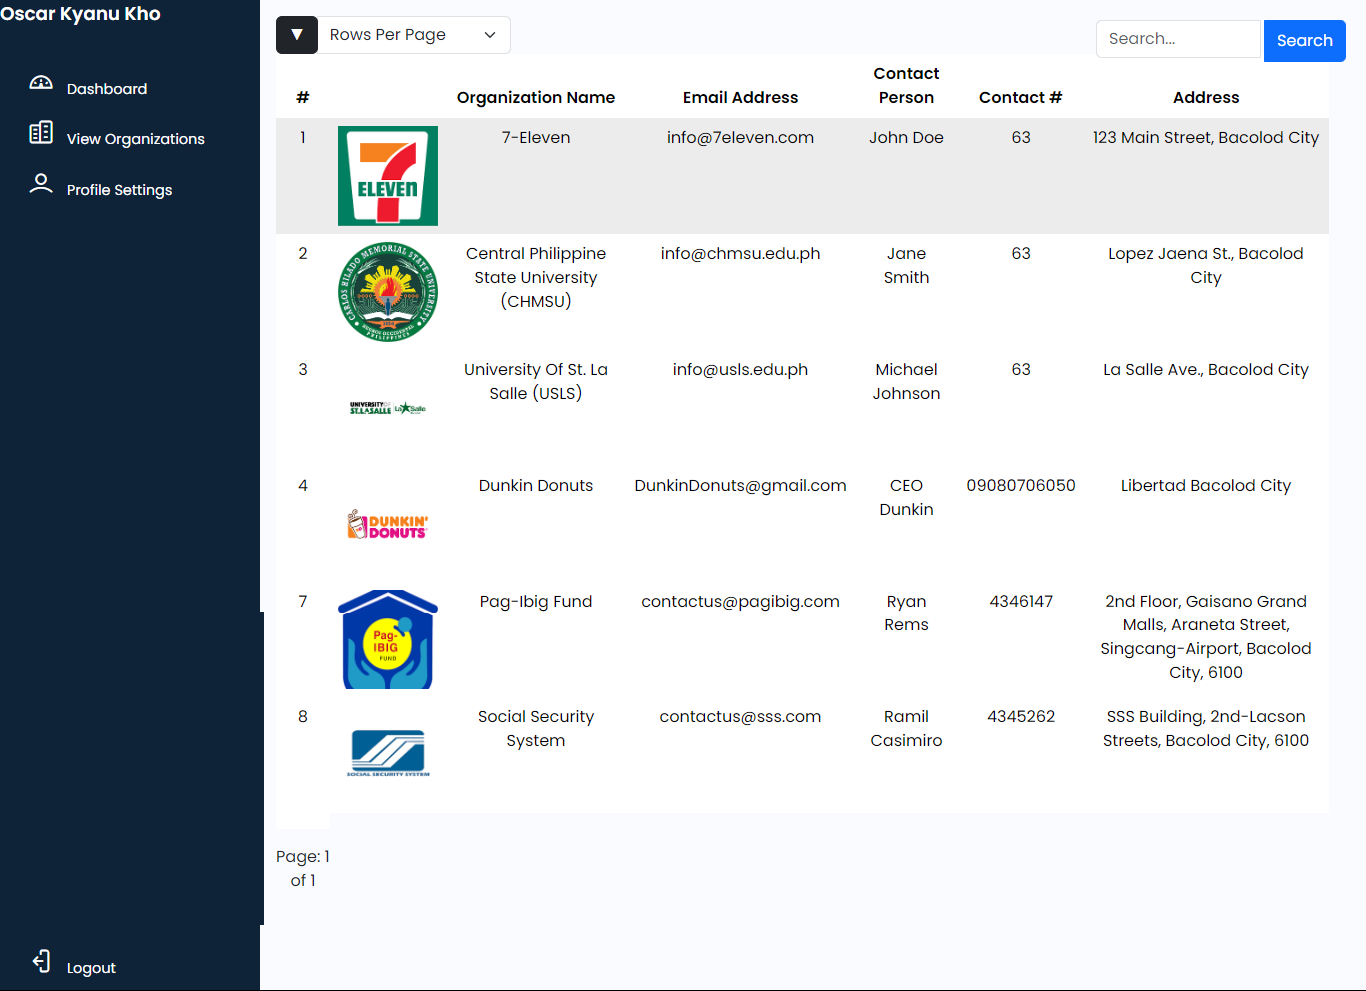 Oscar Kyanu Kho
Dashboard
View Organizations
Profile Settings
Logout
▼ Rows Per Page
Search... Search
# Organization Name Email Address Contact Person Contact # Address
1 7-Eleven info@7eleven.com John Doe 63 123 Main Street, Bacolod City
ELEVEN
2 Central Philippine info@chmsu.edu.ph Jane 63 Lopez Jaena St., Bacolod
State University Smith City
(CHMSU)
CARLOS HILADO MEMORIAL STATE UNIVERSITY
NEGROS OCCIDENTAL
PHILIPPINES
3 University Of St. La info@usls.edu.ph Michael 63 La Salle Ave., Bacolod City
Salle (USLS) Johnson
UNIVERSITY OF
ST. LA SALLE La Salle
4 Dunkin Donuts DunkinDonuts@gmail.com CEO 09080706050 Libertad Bacolod City
Dunkin
DUNKIN'
DONUTS
7 Pag-Ibig Fund contactus@pagibig.com Ryan 4346147 2nd Floor, Gaisano Grand
Rems Malls, Araneta Street,
Singcang-Airport, Bacolod
City, 6100
Pag-
IBIG
FUND
8 Social Security contactus@sss.com Ramil 4345262 SSS Building, 2nd-Lacson
System Casimiro Streets, Bacolod City, 6100
SOCIAL SECURITY SYSTEM
Page: 1
of 1